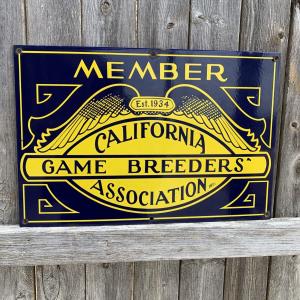 MEMBER
Est. 1934
CALIFORNIA
GAME BREEDERS'
ASSOCIATION